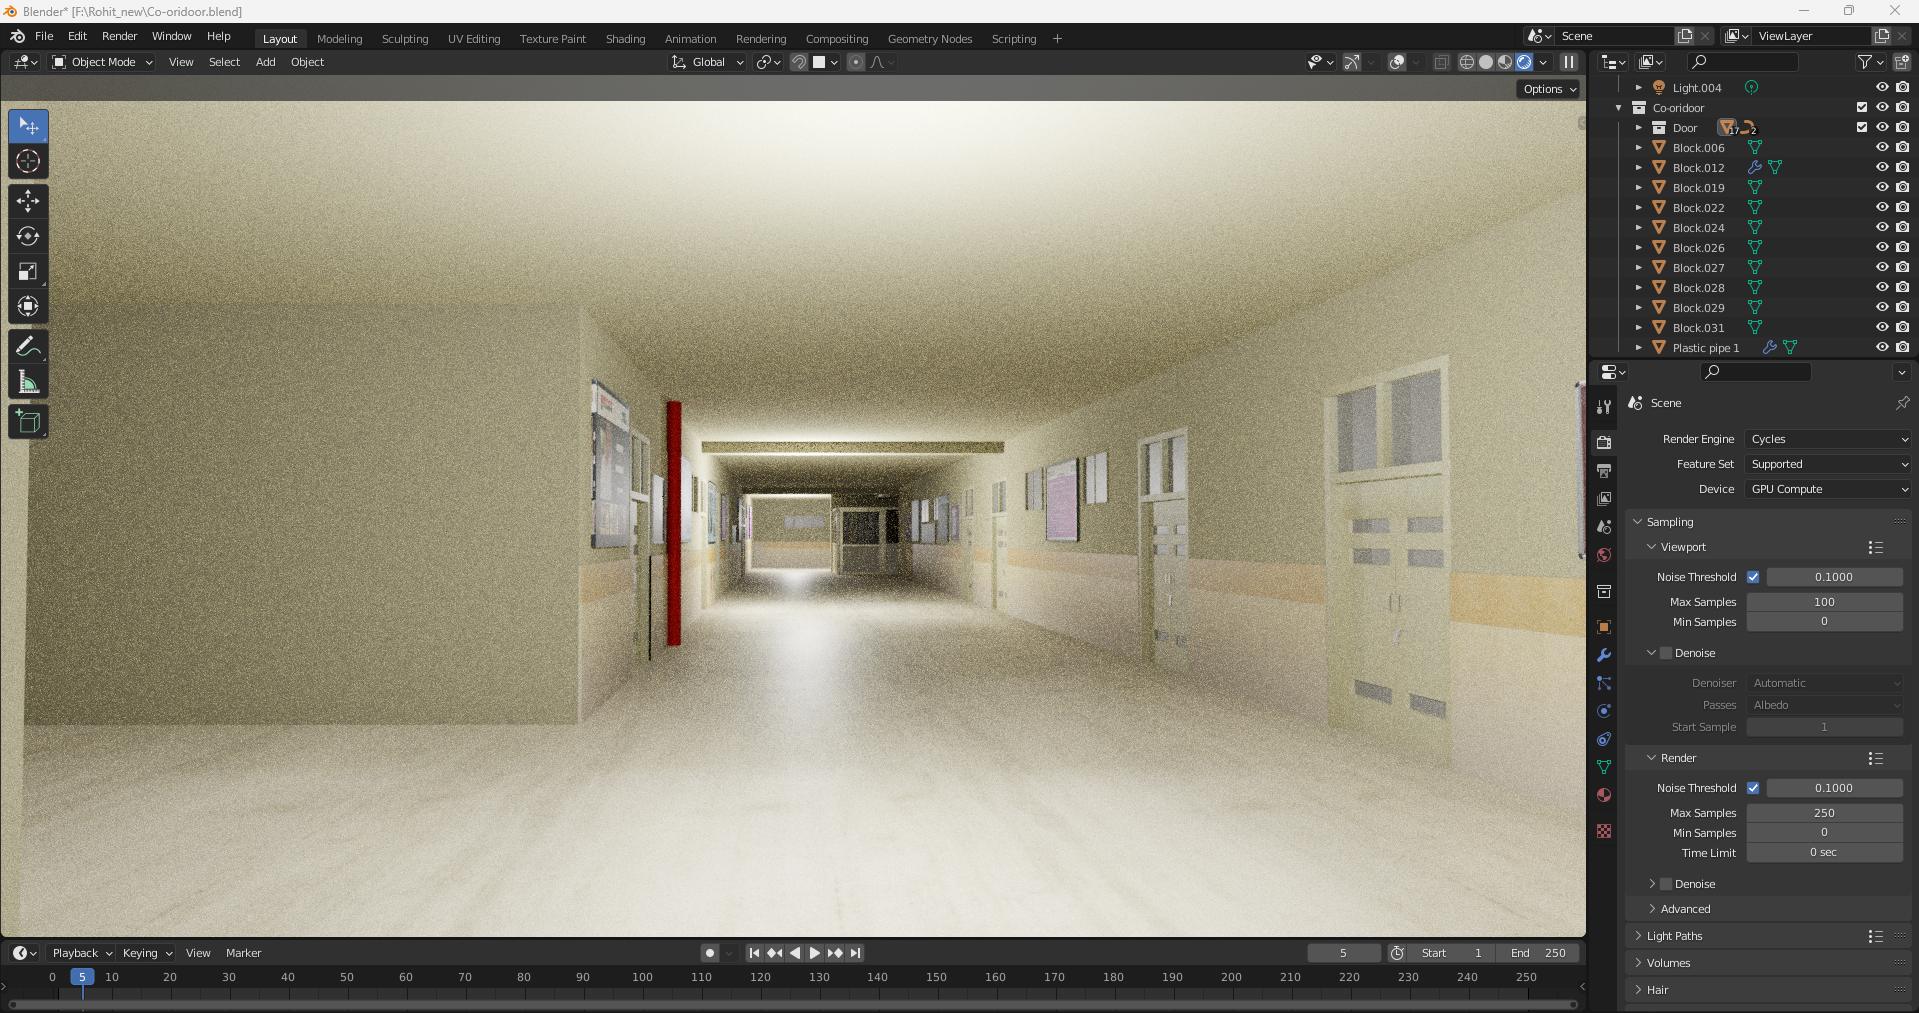 Blender* [F:\Rohit_new\Co-oridoor.blend]
File Edit Render Window Help Layout Modeling Sculpting UV Editing Texture Paint Shading Animation Rendering Compositing Geometry Nodes Scripting + Scene ViewLayer
Object Mode View Select Add Object Global
Options
Light.004
Co-oridoor
Door 17 2
Block.006
Block.012
Block.019
Block.022
Block.024
Block.026
Block.027
Block.028
Block.029
Block.031
Plastic pipe 1
Scene
Render Engine Cycles
Feature Set Supported
Device GPU Compute
Sampling
Viewport
Noise Threshold 0.1000
Max Samples 100
Min Samples 0
Denoise
Denoiser Automatic
Passes Albedo
Start Sample 1
Render
Noise Threshold 0.1000
Max Samples 250
Min Samples 0
Time Limit 0 sec
Denoise
Advanced
Light Paths
Volumes
Hair
Playback Keying View Marker 5 Start 1 End 250
0 5 10 20 30 40 50 60 70 80 90 100 110 120 130 140 150 160 170 180 190 200 210 220 230 240 250